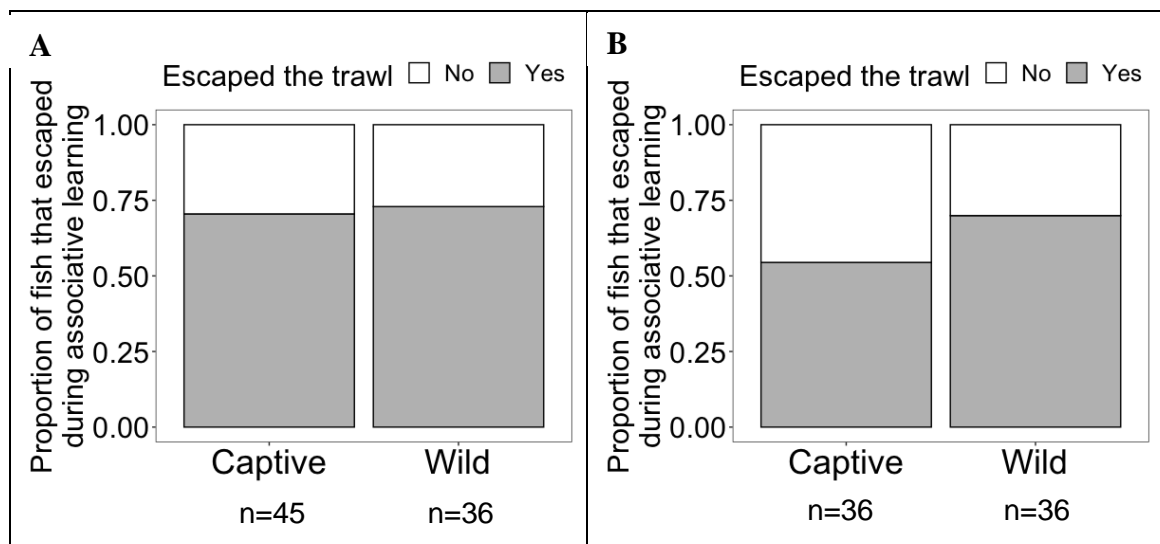 A
Escaped the trawl No Yes
Proportion of fish that escaped
during associative learning
1.00
0.75
0.50
0.25
0.00
Captive Wild
n=45 n=36
B
Escaped the trawl No Yes
Proportion of fish that escaped
during associative learning
1.00
0.75
0.50
0.25
0.00
Captive Wild
n=36 n=36